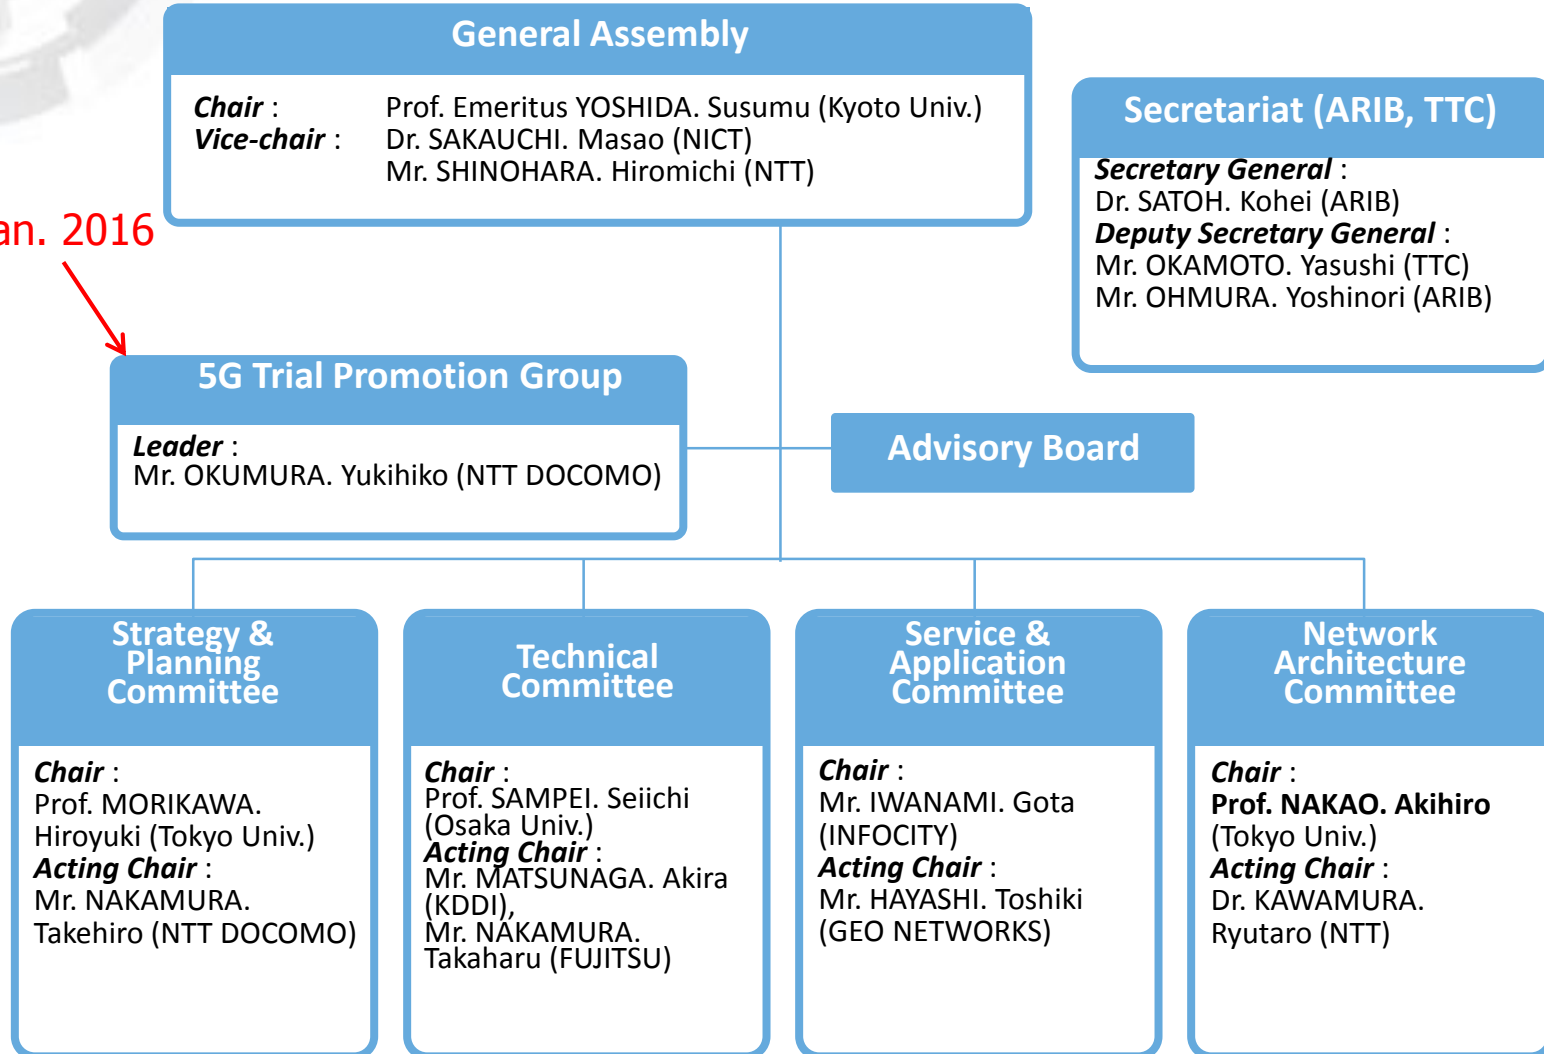 General Assembly
Chair : Prof. Emeritus YOSHIDA. Susumu (Kyoto Univ.)
Vice-chair : Dr. SAKAUCHI. Masao (NICT)
Mr. SHINOHARA. Hiromichi (NTT)
Secretariat (ARIB, TTC)
Secretary General :
Dr. SATOH. Kohei (ARIB)
Deputy Secretary General :
Mr. OKAMOTO. Yasushi (TTC)
Mr. OHMURA. Yoshinori (ARIB)
an. 2016
5G Trial Promotion Group
Leader :
Mr. OKUMURA. Yukihiko (NTT DOCOMO)
Advisory Board
Strategy &
Planning
Committee
Chair :
Prof. MORIKAWA.
Hiroyuki (Tokyo Univ.)
Acting Chair :
Mr. NAKAMURA.
Takehiro (NTT DOCOMO)
Technical
Committee
Chair :
Prof. SAMPEI. Seiichi
(Osaka Univ.)
Acting Chair :
Mr. MATSUNAGA. Akira
(KDDI),
Mr. NAKAMURA.
Takaharu (FUJITSU)
Service &
Application
Committee
Chair :
Mr. IWANAMI. Gota
(INFOCITY)
Acting Chair :
Mr. HAYASHI. Toshiki
(GEO NETWORKS)
Network
Architecture
Committee
Chair :
Prof. NAKAO. Akihiro
(Tokyo Univ.)
Acting Chair :
Dr. KAWAMURA.
Ryutaro (NTT)